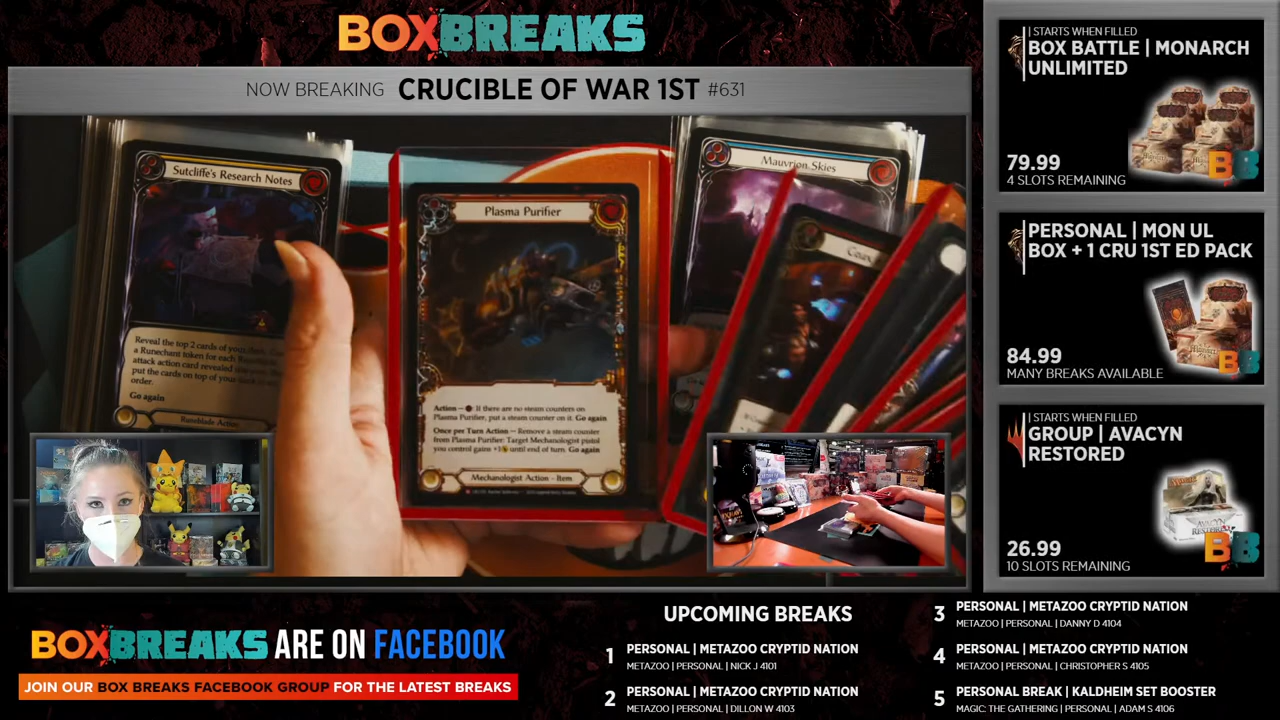 BOXBREAKS
NOW BREAKING CRUCIBLE OF WAR 1ST #631
Sutcliffe's Research Notes
Reveal the top 2 cards of your
a Runechant token for each
attack action card revealed
put the cards on top of your
order.
Go again
Runeblade Action
Plasma Purifier
Action — If there are no steam counters on
Plasma Purifier, put a steam counter on it. Go again
Once per Turn Action — Remove a steam counter
from Plasma Purifier: Target Mechanologist pistol
you control gains +1 until end of turn. Go again
Mechanologist Action - Item
Mauvrion Skies
| STARTS WHEN FILLED
BOX BATTLE | MONARCH
UNLIMITED
79.99
4 SLOTS REMAINING
BB
PERSONAL | MON UL
BOX + 1 CRU 1ST ED PACK
84.99
MANY BREAKS AVAILABLE
BB
| STARTS WHEN FILLED
GROUP | AVACYN
RESTORED
26.99
10 SLOTS REMAINING
AVACYN
RESTORED
BB
BOXBREAKS ARE ON FACEBOOK
JOIN OUR BOX BREAKS FACEBOOK GROUP FOR THE LATEST BREAKS
UPCOMING BREAKS
1 PERSONAL | METAZOO CRYPTID NATION
METAZOO | PERSONAL | NICK J 4101
2 PERSONAL | METAZOO CRYPTID NATION
METAZOO | PERSONAL | DILLON W 4103
3 PERSONAL | METAZOO CRYPTID NATION
METAZOO | PERSONAL | DANNY D 4104
4 PERSONAL | METAZOO CRYPTID NATION
METAZOO | PERSONAL | CHRISTOPHER S 4105
5 PERSONAL BREAK | KALDHEIM SET BOOSTER
MAGIC: THE GATHERING | PERSONAL | ADAM S 4106